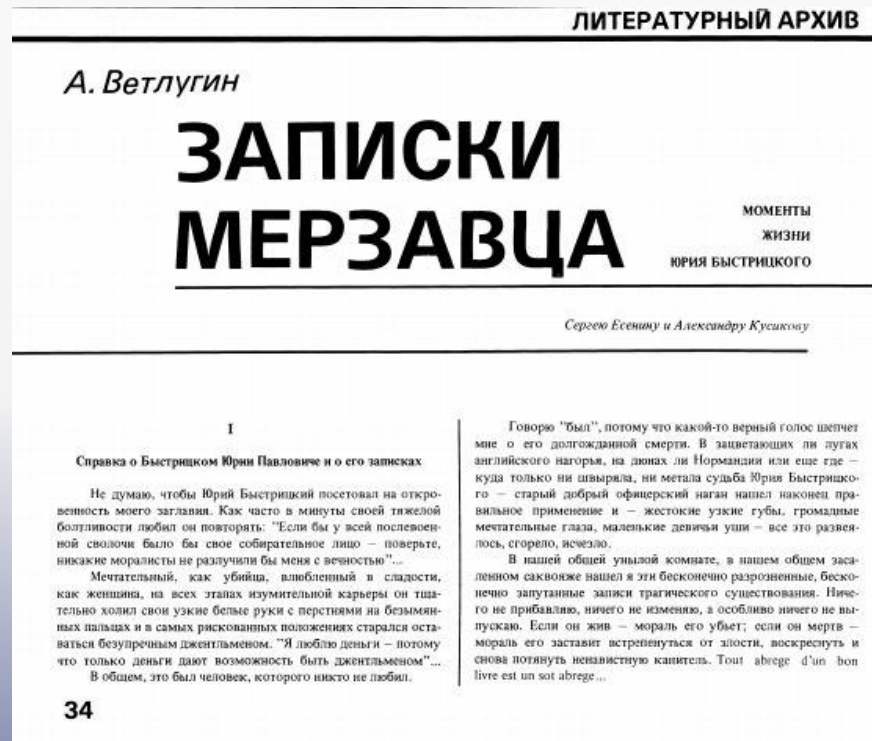 ЛИТЕРАТУРНЫЙ АРХИВ
А. Ветлугин
ЗАПИСКИ
МЕРЗАВЦА
МОМЕНТЫ
ЖИЗНИ
ЮРИЯ БЫСТРИЦКОГО
Сергею Есенину и Александру Кусикову
I
Справка о Быстрицком Юрии Павловиче и о его записках
Не думаю, чтобы Юрий Быстрицкий посетовал на откро-
венность моего заглавия. Как часто в минуты своей тяжелой
болтливости любил он повторять: "Если бы у всей послевоен-
ной сволочи было бы свое собирательное лицо — поверьте,
никакие моралисты не разлучили бы меня с вечностью"...
Мечтательный, как убийца, влюбленный в сладости,
как женщина, на всех этапах изумительной карьеры он тща-
тельно холил свои узкие белые руки с перстнями на безымян-
ных пальцах и в самых рискованных положениях старался оста-
ваться безупречным джентльменом. "Я люблю деньги — потому
что только деньги дают возможность быть джентльменом"...
В общем, это был человек, которого никто не любил.
34
Говорю "был", потому что какой-то верный голос шепчет
мне о его долгожданной смерти. В зацветающих ли лугах
английского нагорья, на дюнах ли Нормандии или еще где —
куда только ни швыряла, ни метала судьба Юрия Быстрицко-
го — старый добрый офицерский наган нашел наконец пра-
вильное применение и — жестокие узкие губы, громадные
мечтательные глаза, маленькие девичьи уши — все это развея-
лось, сгорело, исчезло.
В нашей общей унылой комнате, в нашем общем заса-
ленном саквояже нашел я эти бесконечно разрозненные, беско-
нечно запутанные записи трагического существования. Ниче-
го не прибавляю, ничего не изменяю, а особливо ничего не вы-
пускаю. Если он жив — мораль его убьет; если он мертв —
мораль его заставит встрепенуться от злости, воскреснуть и
снова потянуть ненавистную канитель. Tout abrege d'un bon
livre est un sot abrege...